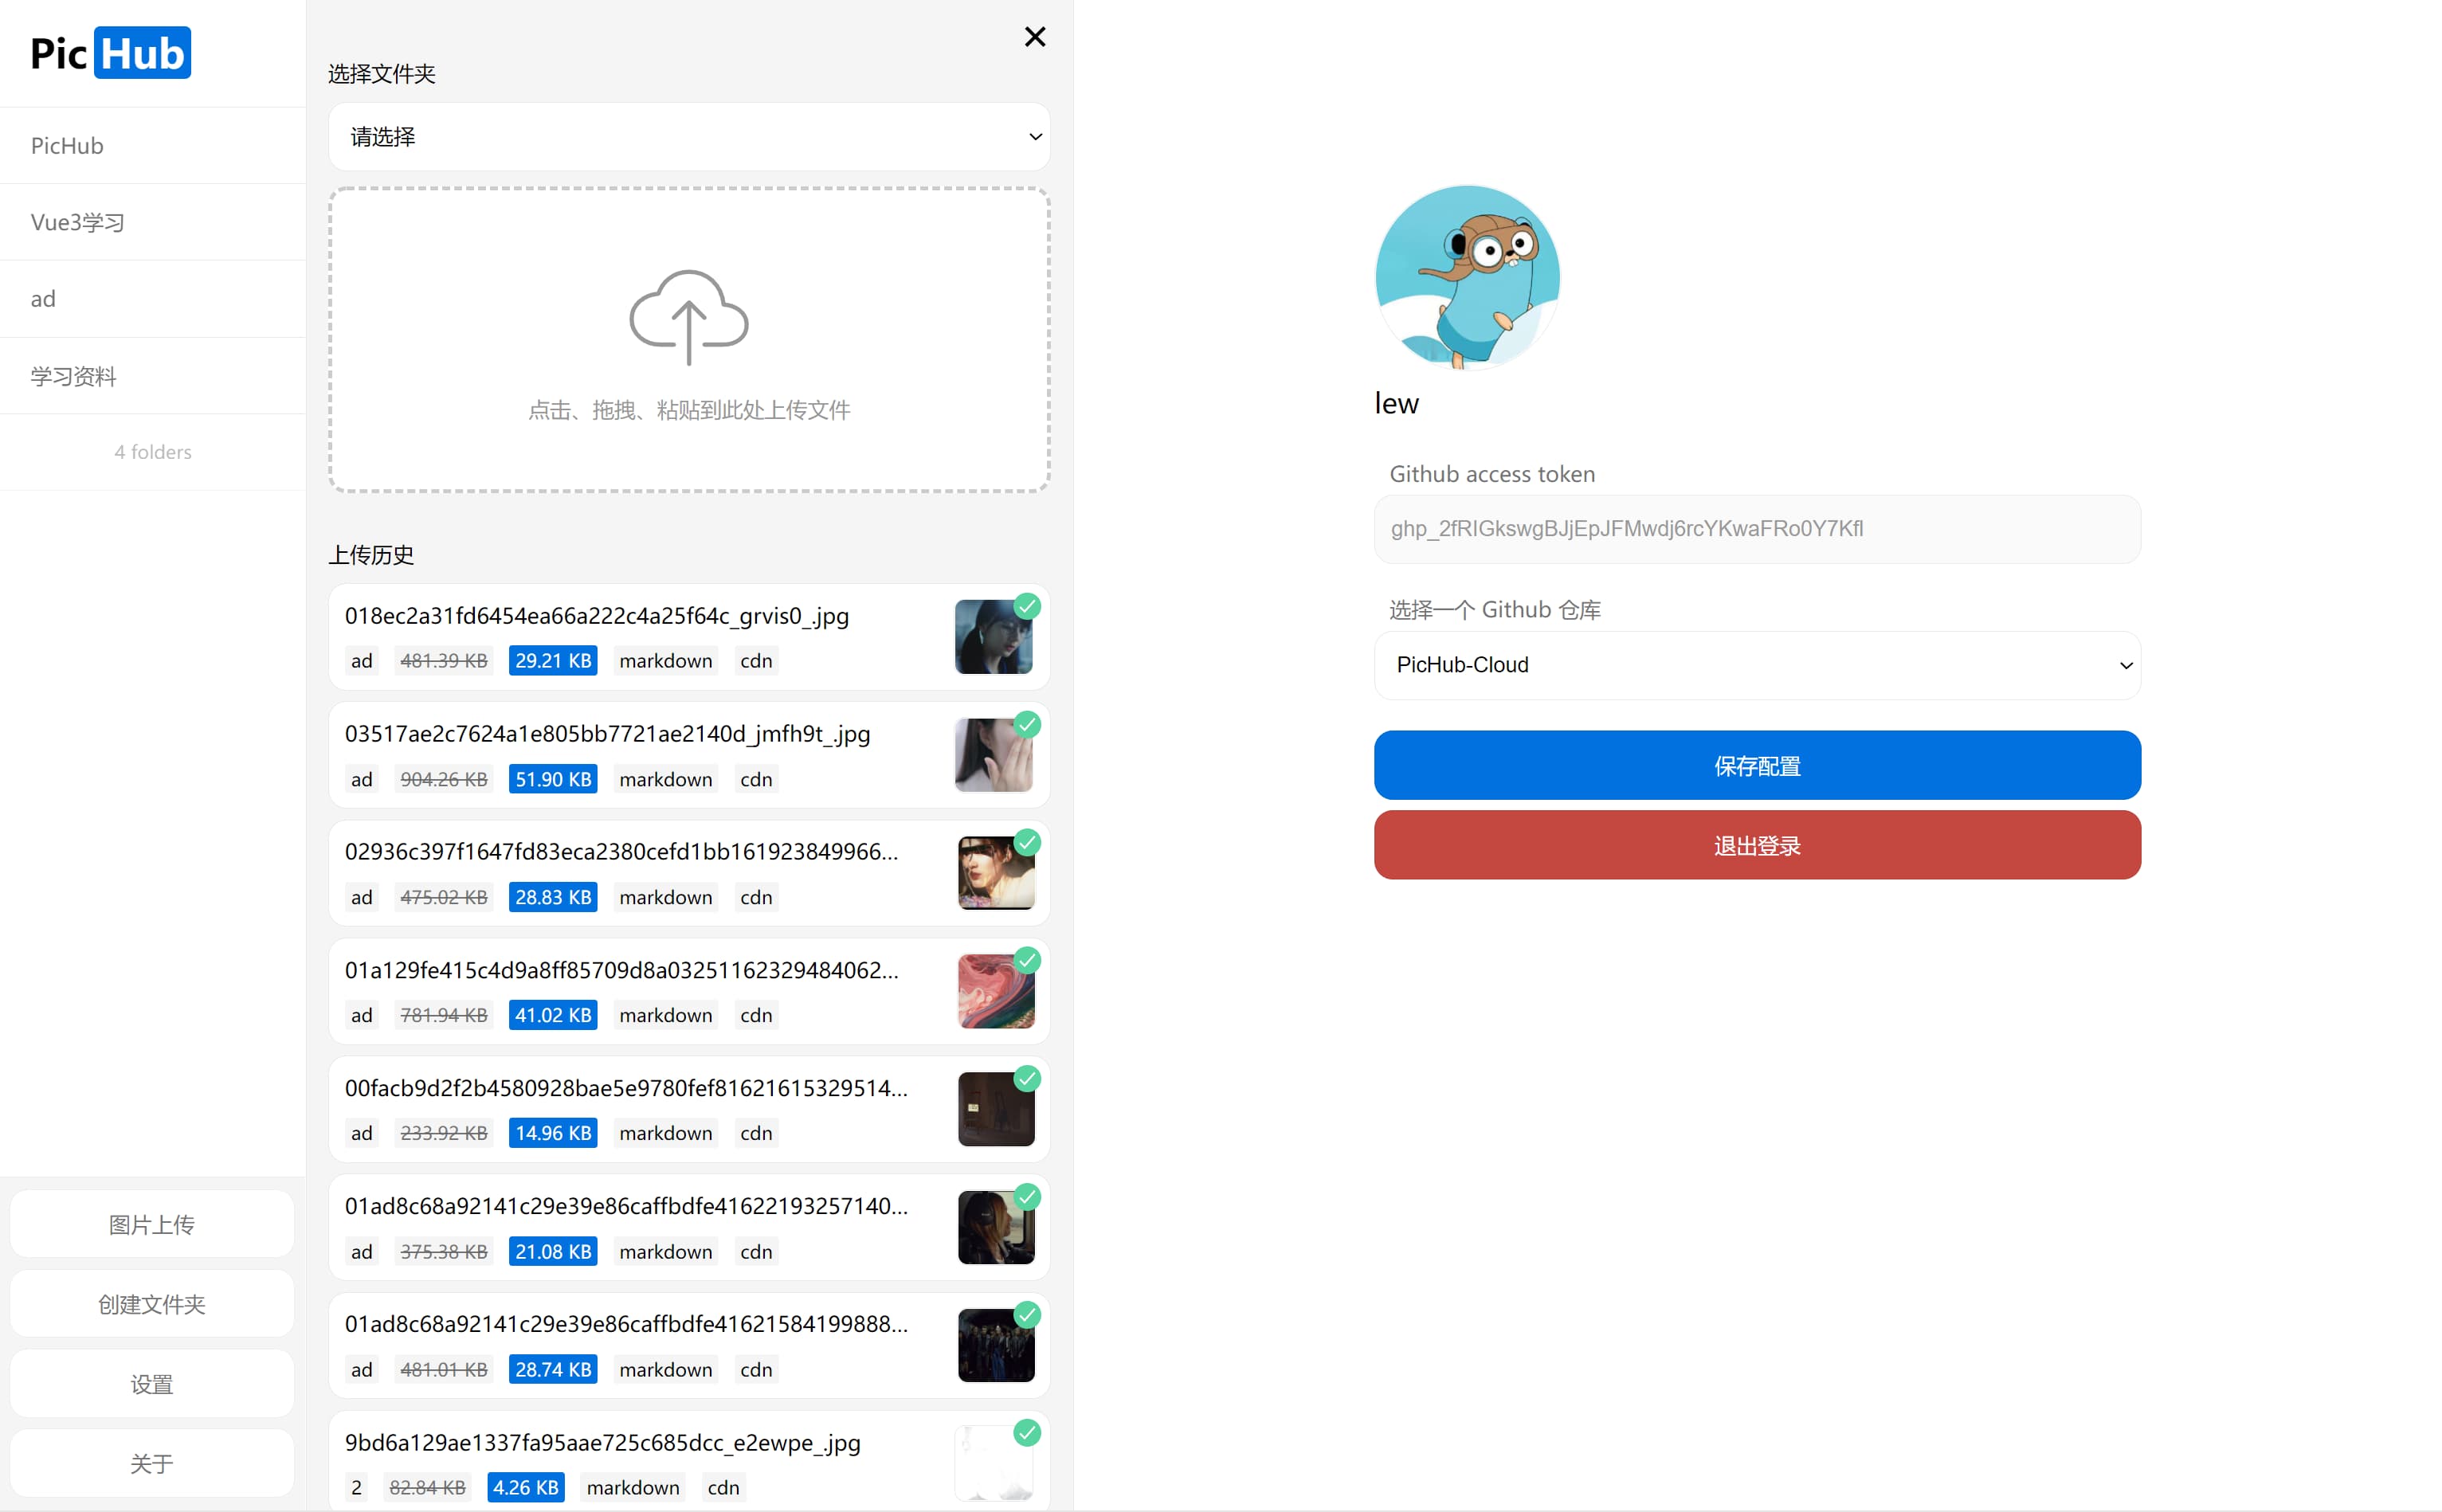 Pic Hub
PicHub
Vue3学习
ad
学习资料
4 folders
图片上传
创建文件夹
设置
关于
选择文件夹
请选择
点击、拖拽、粘贴到此处上传文件
上传历史
018ec2a31fd6454ea66a222c4a25f64c_grvis0_.jpg
ad 481.39 KB 29.21 KB markdown cdn
03517ae2c7624a1e805bb7721ae2140d_jmfh9t_.jpg
ad 904.26 KB 51.90 KB markdown cdn
02936c397f1647fd83eca2380cefd1bb161923849966...
ad 475.02 KB 28.83 KB markdown cdn
01a129fe415c4d9a8ff85709d8a03251162329484062...
ad 781.94 KB 41.02 KB markdown cdn
00facb9d2f2b4580928bae5e9780fef81621615329514...
ad 233.92 KB 14.96 KB markdown cdn
01ad8c68a92141c29e39e86caffbdfe41622193257140...
ad 375.38 KB 21.08 KB markdown cdn
01ad8c68a92141c29e39e86caffbdfe41621584199888...
ad 481.01 KB 28.74 KB markdown cdn
9bd6a129ae1337fa95aae725c685dcc_e2ewpe_.jpg
2 82.84 KB 4.26 KB markdown cdn
lew
Github access token
选择一个 Github 仓库
PicHub-Cloud
保存配置
退出登录